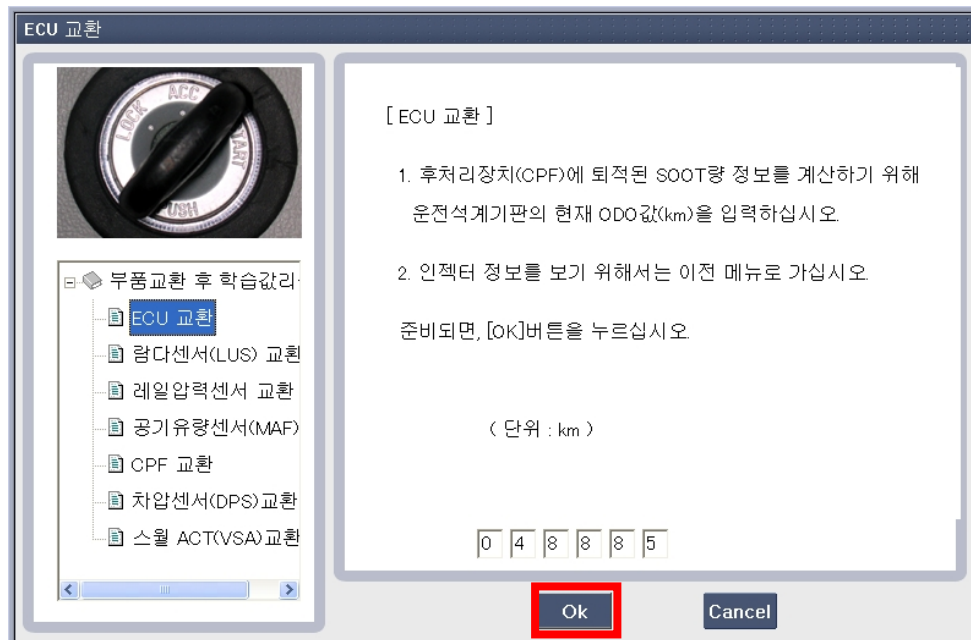 ECU 교환
LOCK
ACC
START
PUSH
부품교환 후 학습값리
ECU 교환
람다센서(LUS) 교환
레일압력센서 교환
공기유량센서(MAF)
CPF 교환
차압센서(DPS)교환
스월 ACT(VSA)교환
[ ECU 교환 ]
1. 후처리장치(CPF)에 퇴적된 SOOT량 정보를 계산하기 위해
운전석계기판의 현재 ODO값(km)을 입력하십시오.
2. 인젝터 정보를 보기 위해서는 이전 메뉴로 가십시오.
준비되면, [OK]버튼을 누르십시오.
( 단위 : km )
0 4 8 8 8 5
Ok
Cancel